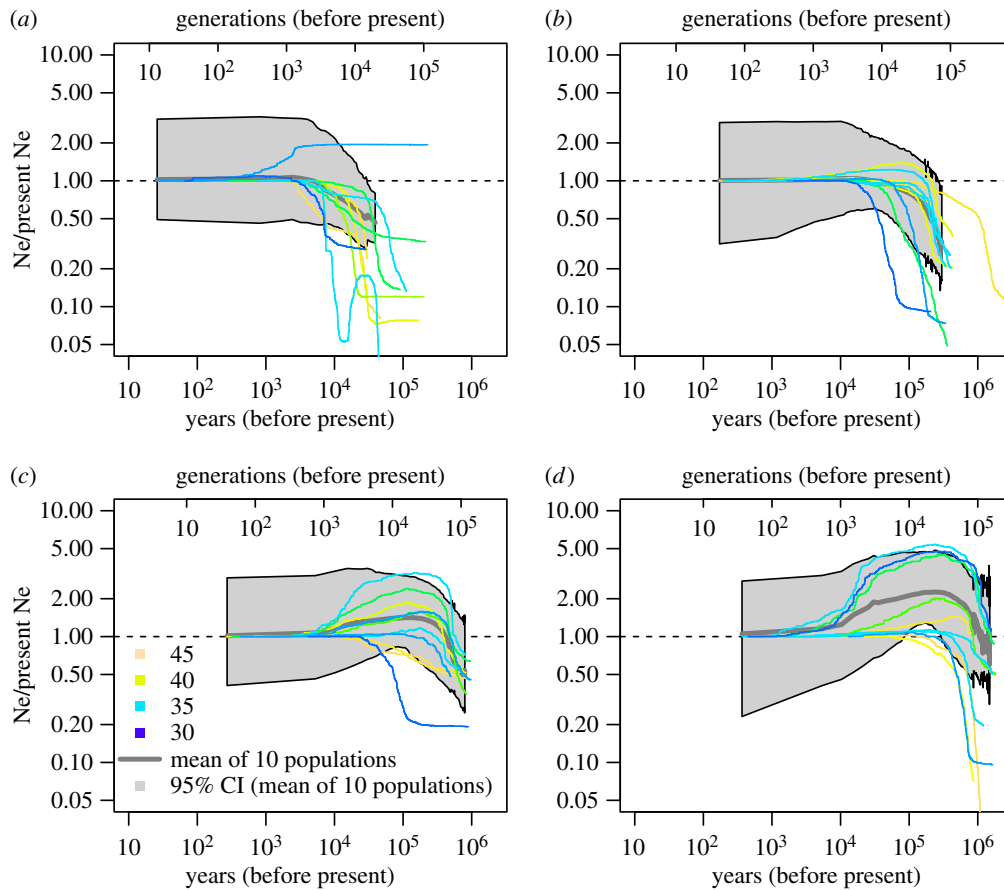 (a) generations (before present)
10 10² 10³ 10⁴ 10⁵
10.00
5.00
2.00
1.00
0.50
0.20
0.10
0.05
Ne/present Ne
10 10² 10³ 10⁴ 10⁵ 10⁶
years (before present)
(b) generations (before present)
10 10² 10³ 10⁴ 10⁵
10.00
5.00
2.00
1.00
0.50
0.20
0.10
0.05
10 10² 10³ 10⁴ 10⁵ 10⁶
years (before present)
(c) generations (before present)
10 10² 10³ 10⁴ 10⁵
10.00
5.00
2.00
1.00
0.50
0.20
0.10
0.05
Ne/present Ne
45
40
35
30
mean of 10 populations
95% CI (mean of 10 populations)
10 10² 10³ 10⁴ 10⁵ 10⁶
years (before present)
(d) generations (before present)
10 10² 10³ 10⁴ 10⁵
10.00
5.00
2.00
1.00
0.50
0.20
0.10
0.05
10 10² 10³ 10⁴ 10⁵ 10⁶
years (before present)